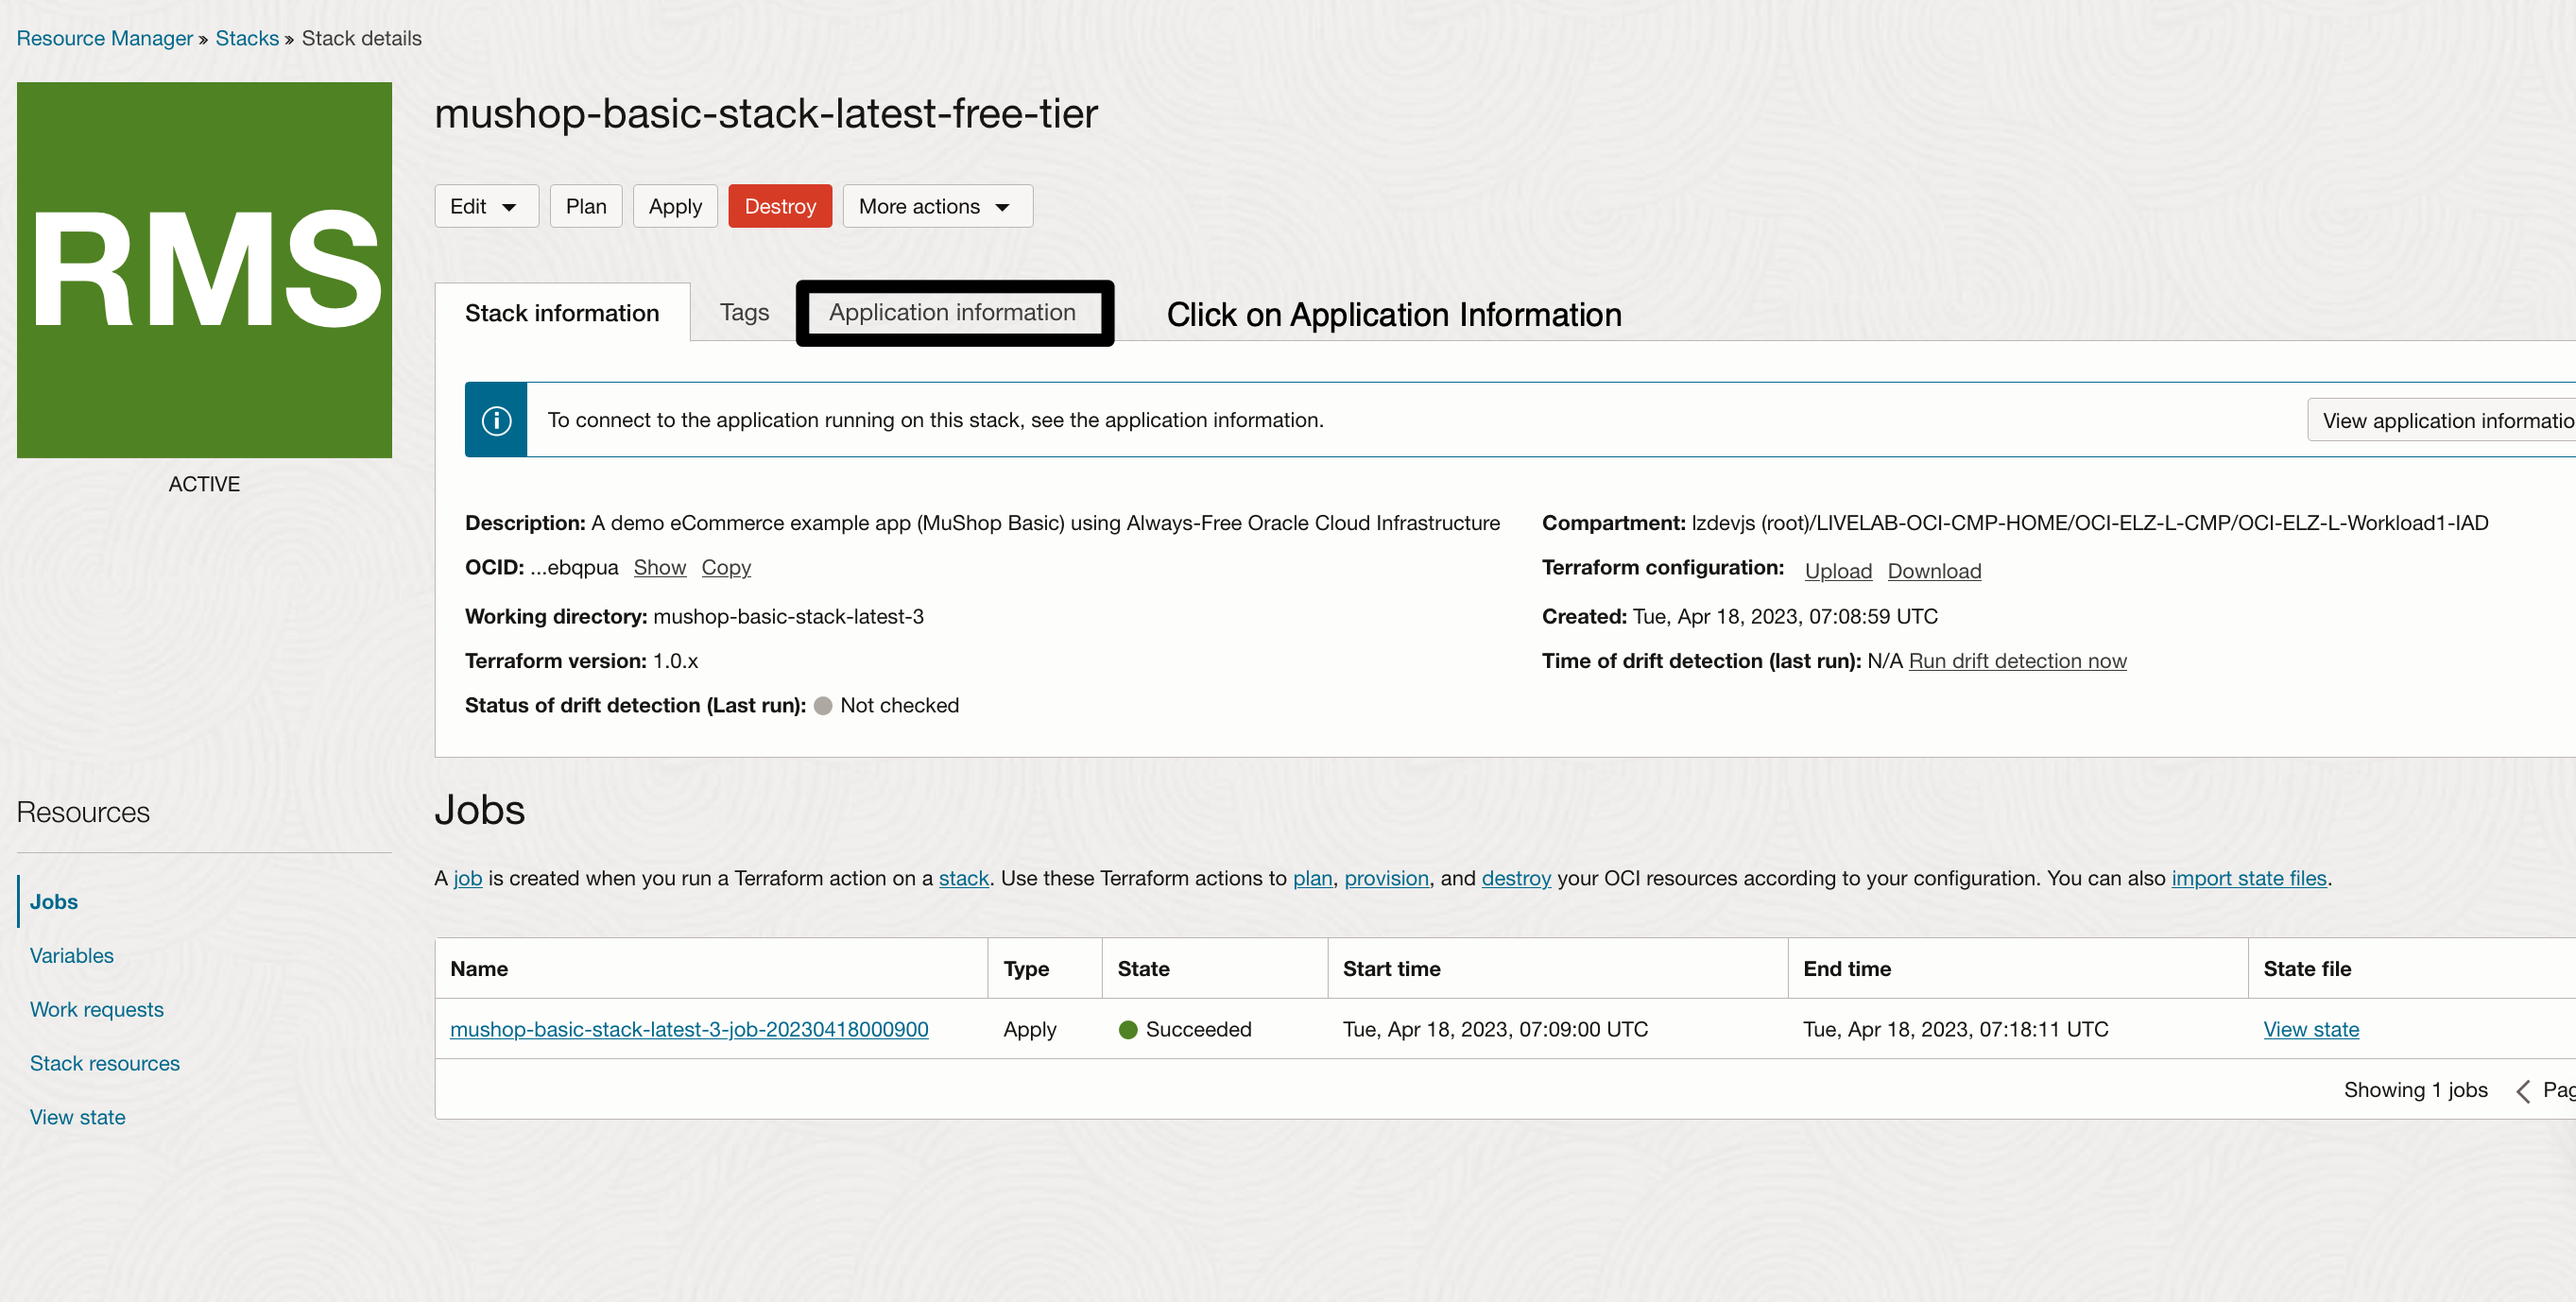 Resource Manager » Stacks » Stack details
RMS
ACTIVE
mushop-basic-stack-latest-free-tier
Edit Plan Apply Destroy More actions
Stack information Tags Application information Click on Application Information
To connect to the application running on this stack, see the application information. View application informatio
Description: A demo eCommerce example app (MuShop Basic) using Always-Free Oracle Cloud Infrastructure
OCID: ...ebqpua Show Copy
Working directory: mushop-basic-stack-latest-3
Terraform version: 1.0.x
Status of drift detection (Last run): Not checked
Compartment: lzdevjs (root)/LIVELAB-OCI-CMP-HOME/OCI-ELZ-L-CMP/OCI-ELZ-L-Workload1-IAD
Terraform configuration: Upload Download
Created: Tue, Apr 18, 2023, 07:08:59 UTC
Time of drift detection (last run): N/A Run drift detection now
Resources
Jobs
Variables
Work requests
Stack resources
View state
Jobs
A job is created when you run a Terraform action on a stack. Use these Terraform actions to plan, provision, and destroy your OCI resources according to your configuration. You can also import state files.
Name Type State Start time End time State file
mushop-basic-stack-latest-3-job-20230418000900 Apply Succeeded Tue, Apr 18, 2023, 07:09:00 UTC Tue, Apr 18, 2023, 07:18:11 UTC View state
Showing 1 jobs < Pag